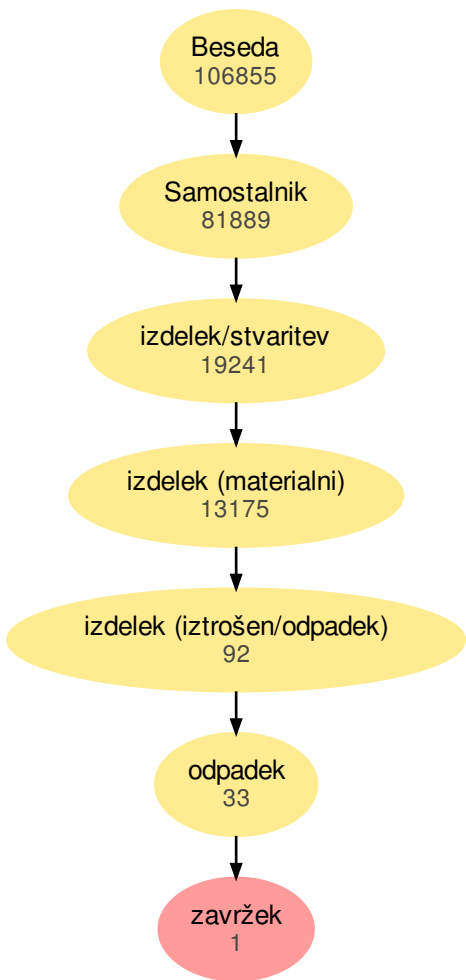 Beseda
106855
Samostalnik
81889
izdelek/stvaritev
19241
izdelek (materialni)
13175
izdelek (iztrošen/odpadek)
92
odpadek
33
zavržek
1